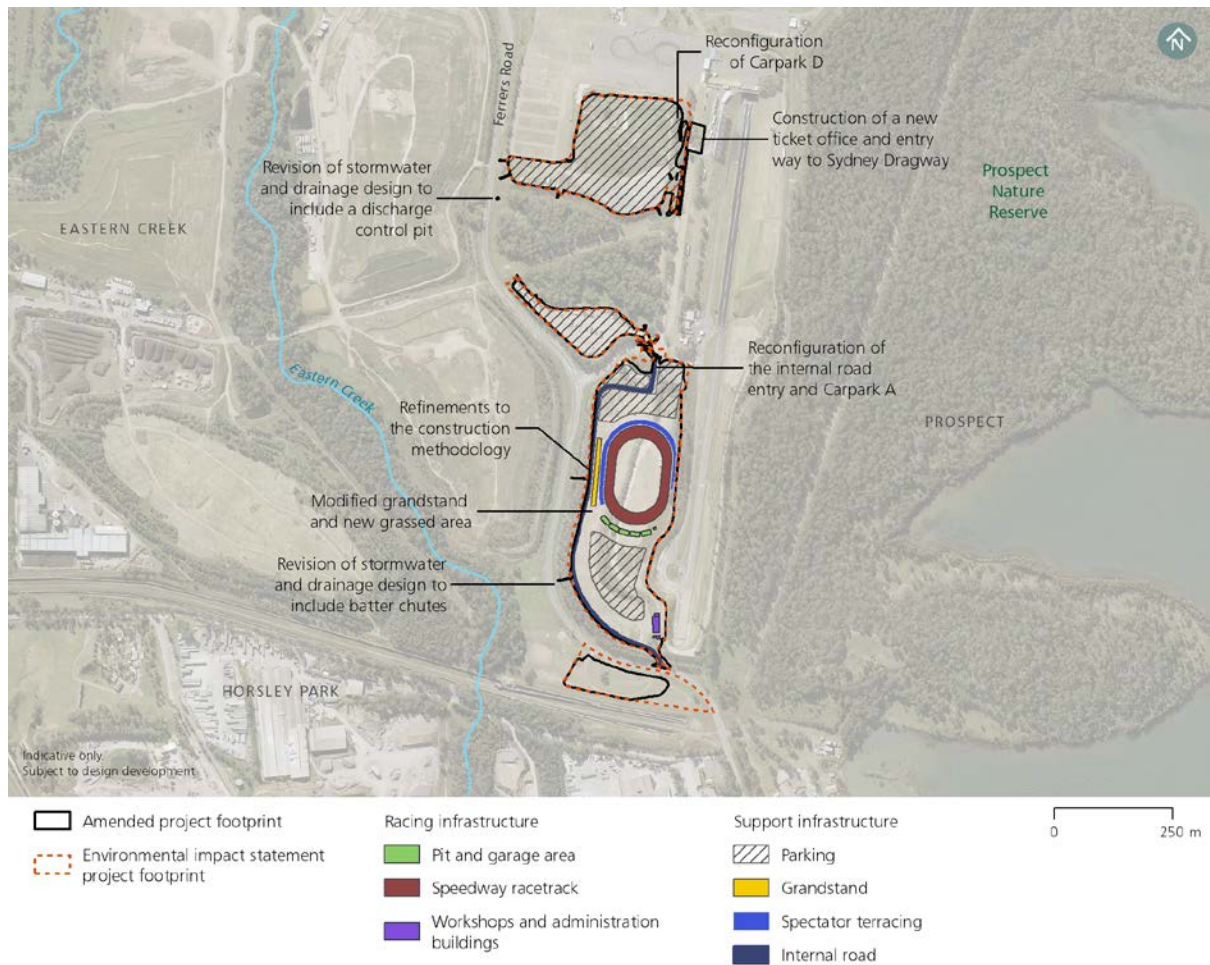 N
Reconfiguration
of Carpark D
Ferrers Road
Construction of a new
ticket office and entry
way to Sydney Dragway
Revision of stormwater
and drainage design to
include a discharge
control pit
Prospect
Nature
Reserve
EASTERN CREEK
Reconfiguration of
the internal road
entry and Carpark A
Eastern Creek
Refinements to
the construction
methodology
PROSPECT
Modified grandstand
and new grassed area
Revision of stormwater
and drainage design to
include batter chutes
HORSLEY PARK
Indicative only.
Subject to design development
Amended project footprint
Environmental impact statement
project footprint
Racing infrastructure
Pit and garage area
Speedway racetrack
Workshops and administration
buildings
Support infrastructure
Parking
Grandstand
Spectator terracing
Internal road
0 250 m